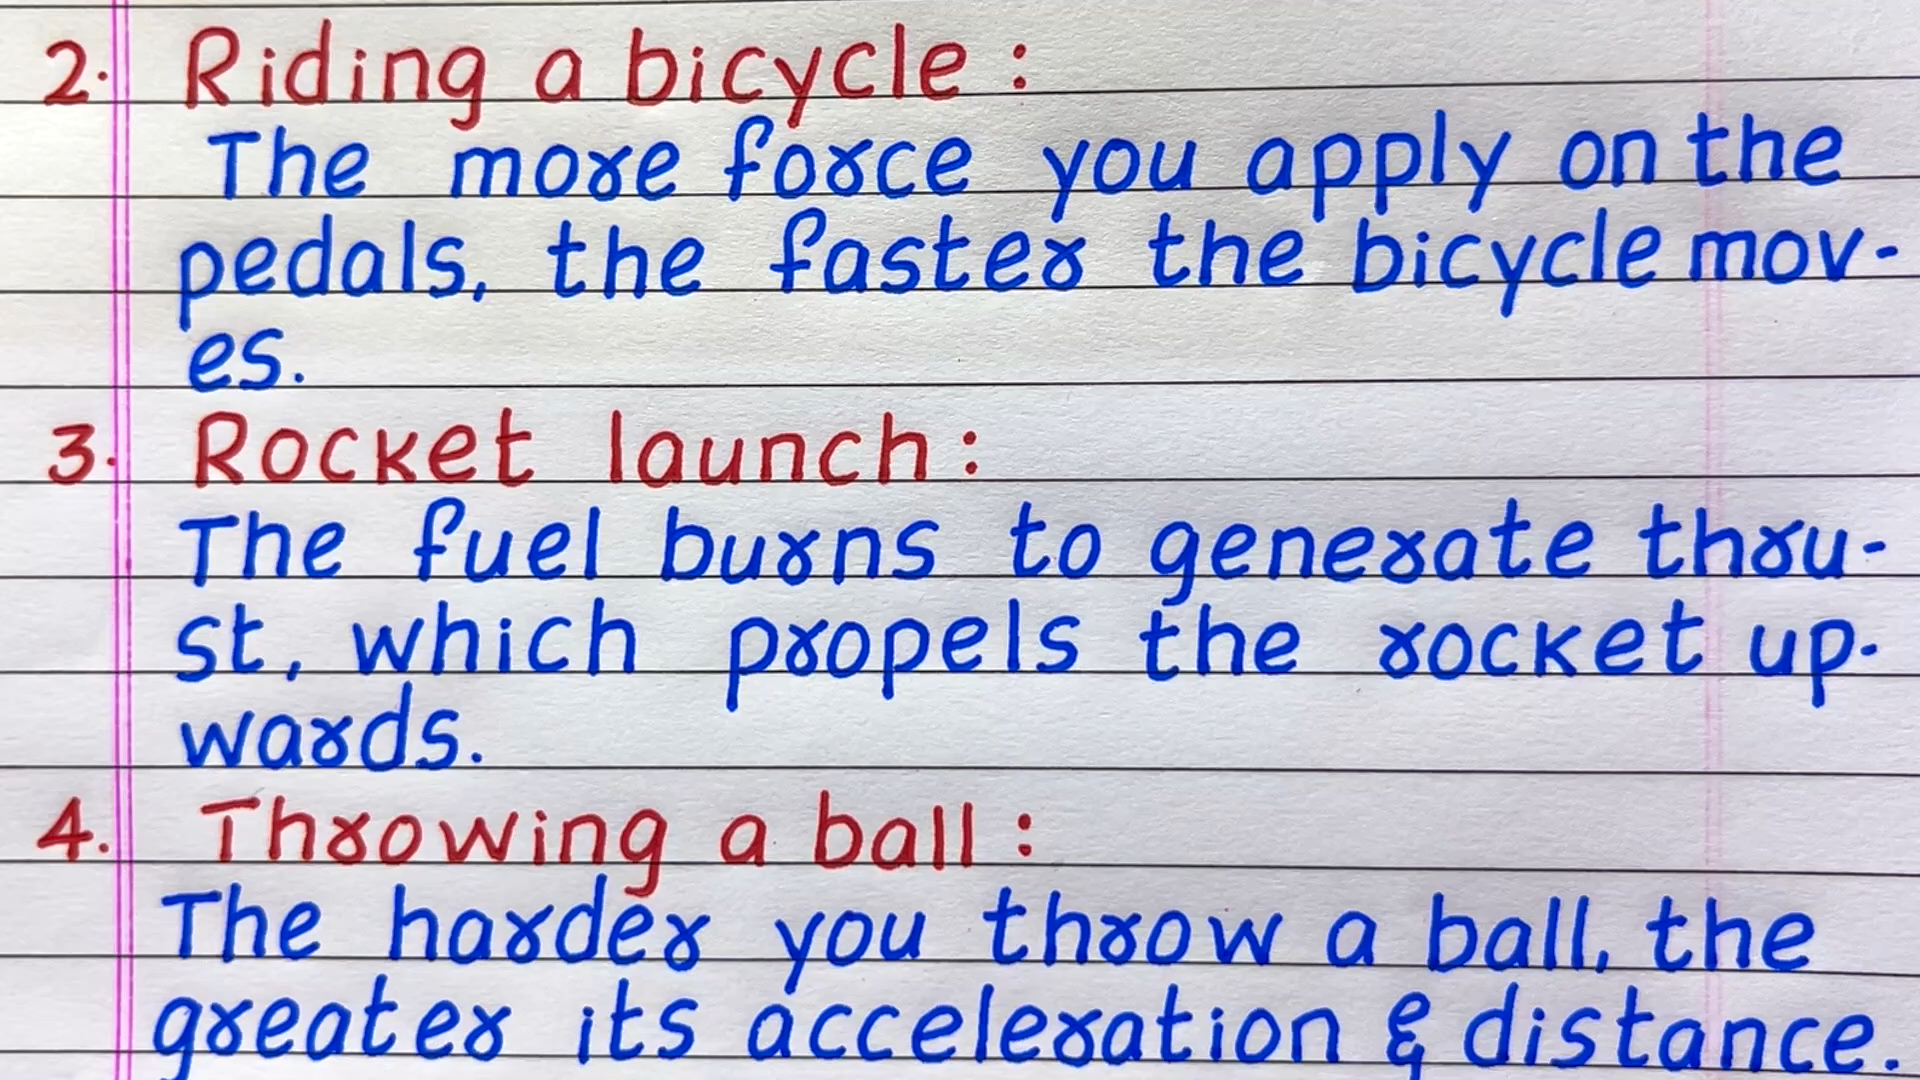 2. Riding a bicycle :
The more force you apply on the
pedals, the faster the bicycle mov-
es.
3. Rocket launch :
The fuel burns to generate thru-
st, which propels the rocket up-
wards.
4. Throwing a ball :
The harder you throw a ball, the
greater its acceleration & distance.